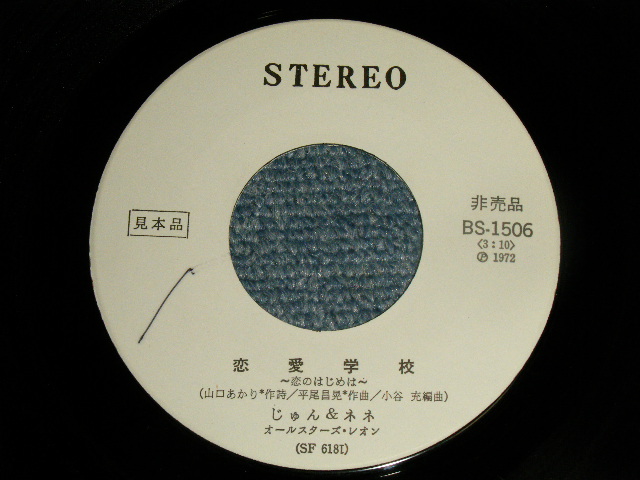 STEREO
見本品
非売品
BS-1506
〈3:10〉
Ⓟ 1972
恋愛学校
〜恋のはじめは〜
(山口あかり*作詩/平尾昌晃*作曲/小谷 充編曲)
じゅん&ネネ
オールスターズ・レオン
(SF 6181)